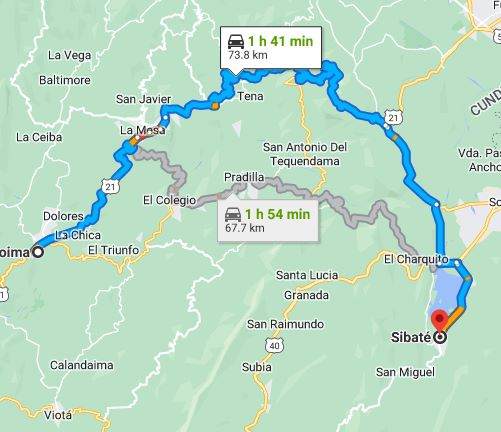 1 h 41 min
73.8 km
La Vega
Baltimore
San Javier
Tena
La Mesa
La Ceiba
21
CUND
San Antonio Del
Tequendama
Vda. Pas
Ancho
Pradilla
El Colegio
21
1 h 54 min
67.7 km
Dolores
La Chica
oima
El Triunfo
So
El Charquito
Santa Lucia
Granada
San Raimundo
Sibaté
40
Calandaima
Subia
San Miguel
Viotá